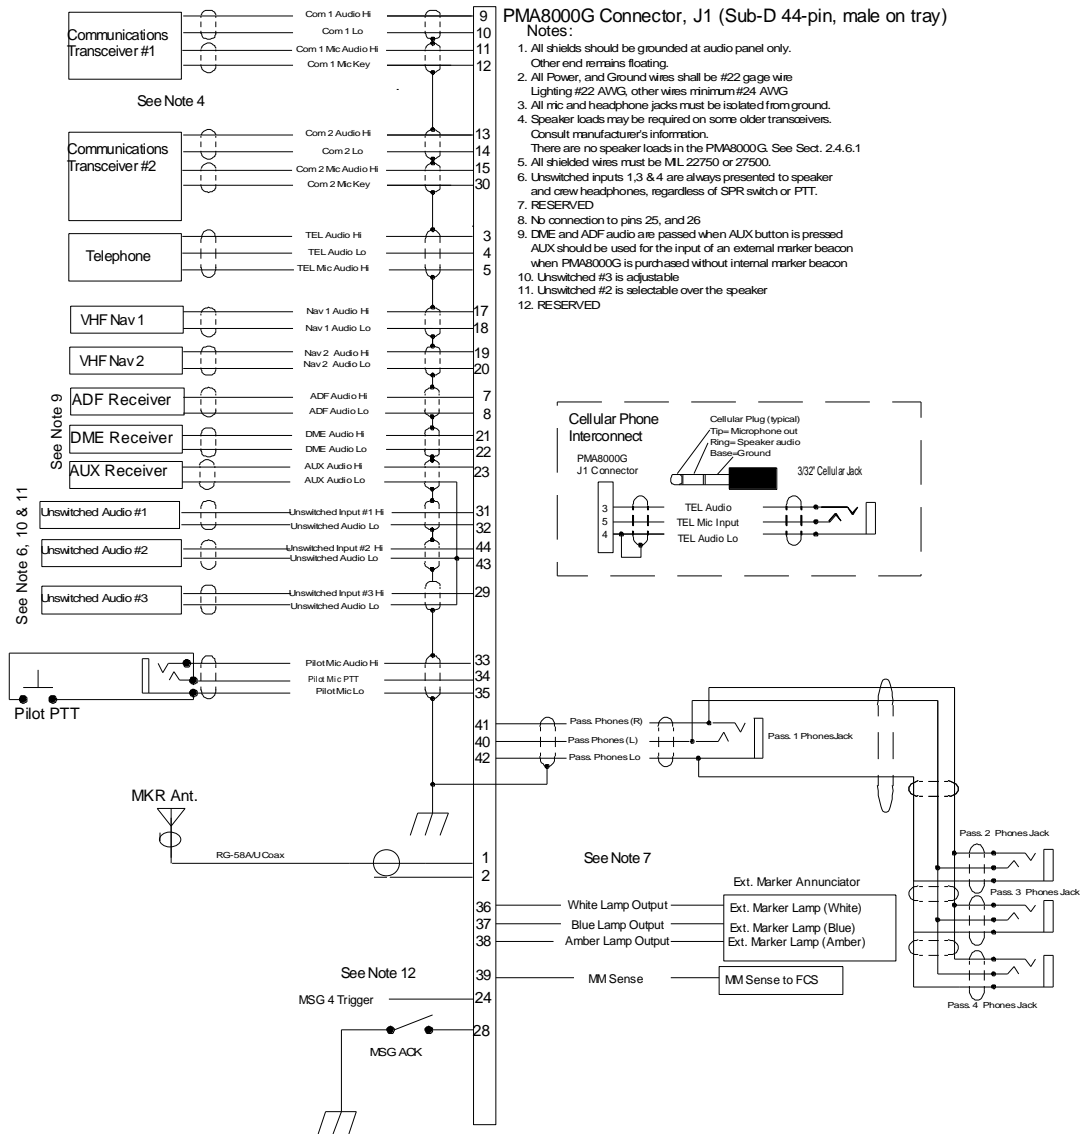 PMA8000G Connector, J1 (Sub-D 44-pin, male on tray)
Notes:
1. All shields should be grounded at audio panel only.
Other end remains floating.
2. All Power, and Ground wires shall be #22 gage wire
Lighting #22 AWG, other wires minimum #24 AWG
3. All mic and headphone jacks must be isolated from ground.
4. Speaker loads may be required on some older transceivers.
Consult manufacturer's information.
There are no speaker loads in the PMA8000G. See Sect. 2.4.6.1
5. All shielded wires must be MIL 22750 or 27500.
6. Unswitched inputs 1,3 & 4 are always presented to speaker
and crew headphones, regardless of SPR switch or PTT.
7. RESERVED
8. No connection to pins 25, and 26
9. DME and ADF audio are passed when AUX button is pressed
AUX should be used for the input of an external marker beacon
when PMA8000G is purchased without internal marker beacon
10. Unswitched #3 is adjustable
11. Unswitched #2 is selectable over the speaker
12. RESERVED
Communications
Transceiver #1
Com 1 Audio Hi 9
Com 1 Lo 10
Com 1 Mic Audio Hi 11
Com 1 Mic Key 12
See Note 4
Communications
Transceiver #2
Com 2 Audio Hi 13
Com 2 Lo 14
Com 2 Mic Audio Hi 15
Com 2 Mic Key 30
Telephone
TEL Audio Hi 3
TEL Audio Lo 4
TEL Mic Audio Hi 5
VHF Nav 1
Nav 1 Audio Hi 17
Nav 1 Audio Lo 18
VHF Nav 2
Nav 2 Audio Hi 19
Nav 2 Audio Lo 20
See Note 9
ADF Receiver
ADF Audio Hi 7
ADF Audio Lo 8
DME Receiver
DME Audio Hi 21
DME Audio Lo 22
AUX Receiver
AUX Audio Hi 23
AUX Audio Lo
See Note 6, 10 & 11
Unswitched Audio #1
Unswitched Input #1 Hi 31
Unswitched Audio Lo 32
Unswitched Audio #2
Unswitched Input #2 Hi 44
Unswitched Audio Lo 43
Unswitched Audio #3
Unswitched Input #3 Hi 29
Unswitched Audio Lo
Pilot PTT
Pilot Mic Audio Hi 33
Pilot Mic PTT 34
Pilot Mic Lo 35
Cellular Phone
Interconnect
PMA8000G
J1 Connector
Cellular Plug (typical)
Tip= Microphone out
Ring= Speaker audio
Base=Ground
3/32" Cellular Jack
3 TEL Audio
5 TEL Mic Input
4 TEL Audio Lo
41 Pass. Phones (R)
40 Pass Phones (L)
42 Pass. Phones Lo
Pass. 1 Phones Jack
Pass. 2 Phones Jack
Pass. 3 Phones Jack
Pass. 4 Phones Jack
MKR Ant.
RG-58A/U Coax
1
2
See Note 7
Ext. Marker Annunciator
36 White Lamp Output Ext. Marker Lamp (White)
37 Blue Lamp Output Ext. Marker Lamp (Blue)
38 Amber Lamp Output Ext. Marker Lamp (Amber)
39 MM Sense MM Sense to FCS
See Note 12
MSG 4 Trigger 24
28
MSG ACK